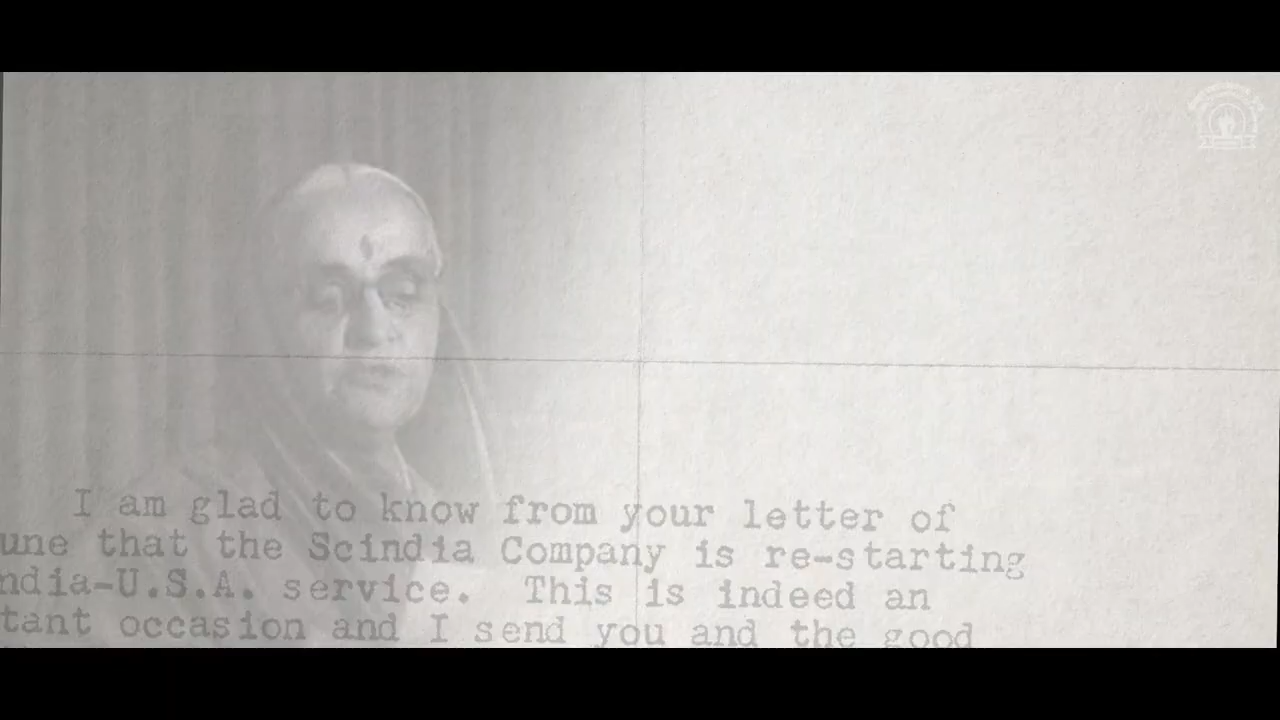 I am glad to know from your letter of
une that the Scindia Company is re-starting
ndia-U.S.A. service. This is indeed an
tant occasion and I send you and the good